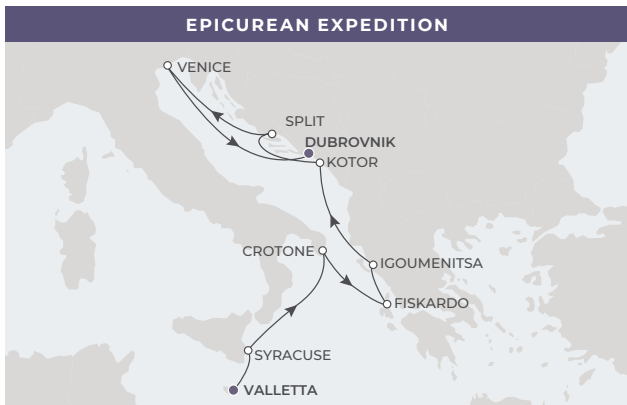 EPICUREAN EXPEDITION
VENICE
SPLIT
DUBROVNIK
KOTOR
CROTONE
IGOUMENITSA
FISKARDO
SYRACUSE
VALLETTA